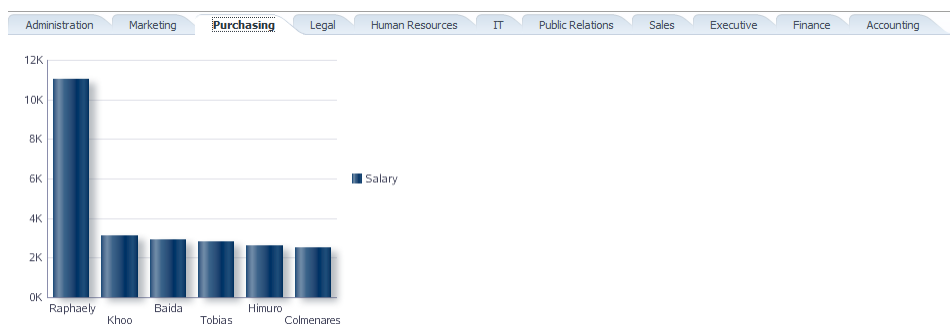 Administration Marketing Purchasing Legal Human Resources IT Public Relations Sales Executive Finance Accounting
12K
10K
8K
6K
4K
2K
0K
Salary
Raphaely Khoo Baida Tobias Himuro Colmenares